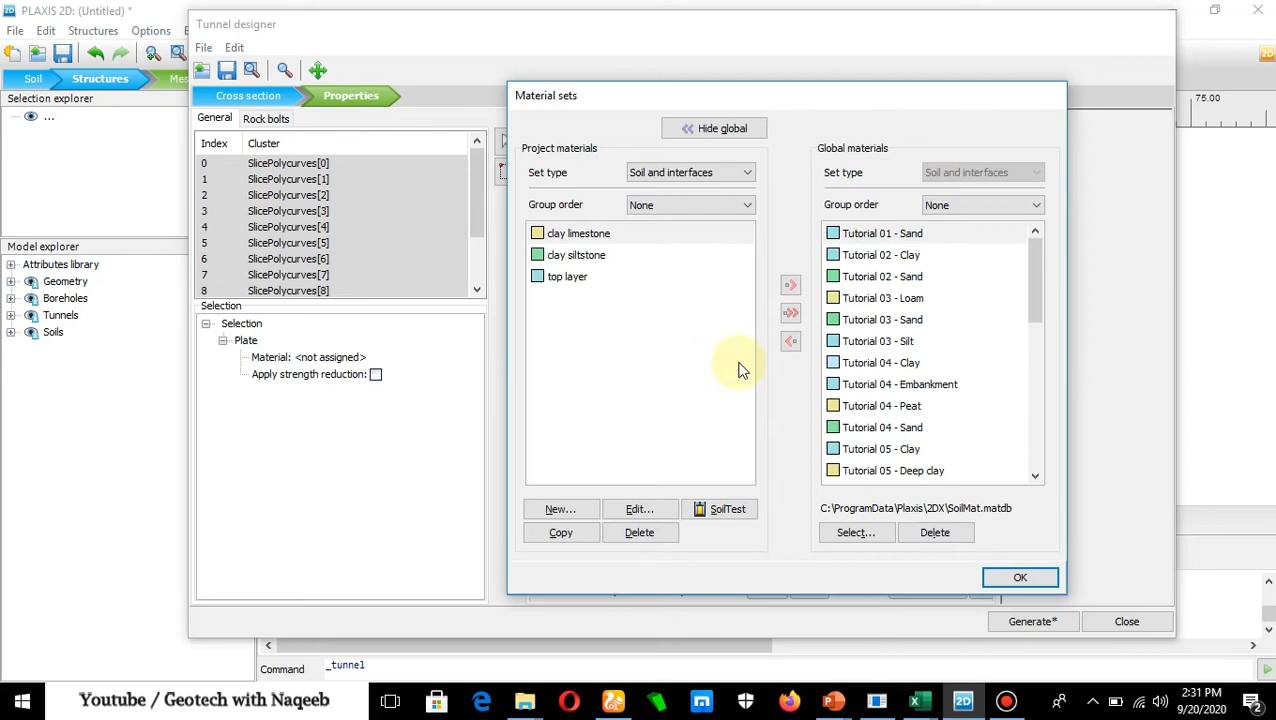 PLAXIS 2D: (Untitled) *
File Edit Structures Options
Soil Structures Mes
Selection explorer
...
Model explorer
Attributes library
Geometry
Boreholes
Tunnels
Soils
Tunnel designer
File Edit
Cross section Properties
General Rock bolts
Index Cluster
0 SlicePolycurves[0]
1 SlicePolycurves[1]
2 SlicePolycurves[2]
3 SlicePolycurves[3]
4 SlicePolycurves[4]
5 SlicePolycurves[5]
6 SlicePolycurves[6]
7 SlicePolycurves[7]
8 SlicePolycurves[8]
Selection
Selection
Plate
Material: <not assigned>
Apply strength reduction:
Material sets
Hide global
Project materials
Set type Soil and interfaces
Group order None
clay limestone
clay siltstone
top layer
New... Edit... SoilTest
Copy Delete
Global materials
Set type Soil and interfaces
Group order None
Tutorial 01 - Sand
Tutorial 02 - Clay
Tutorial 02 - Sand
Tutorial 03 - Loam
Tutorial 03 - Sand
Tutorial 03 - Silt
Tutorial 04 - Clay
Tutorial 04 - Embankment
Tutorial 04 - Peat
Tutorial 04 - Sand
Tutorial 05 - Clay
Tutorial 05 - Deep clay
C:\ProgramData\Plaxis\2DX\SoilMat.matdb
Select... Delete
OK
75.00
2D
Generate* Close
Command _tunnel
Youtube / Geotech with Naqeeb
2D
2:31 PM
9/20/2020
2